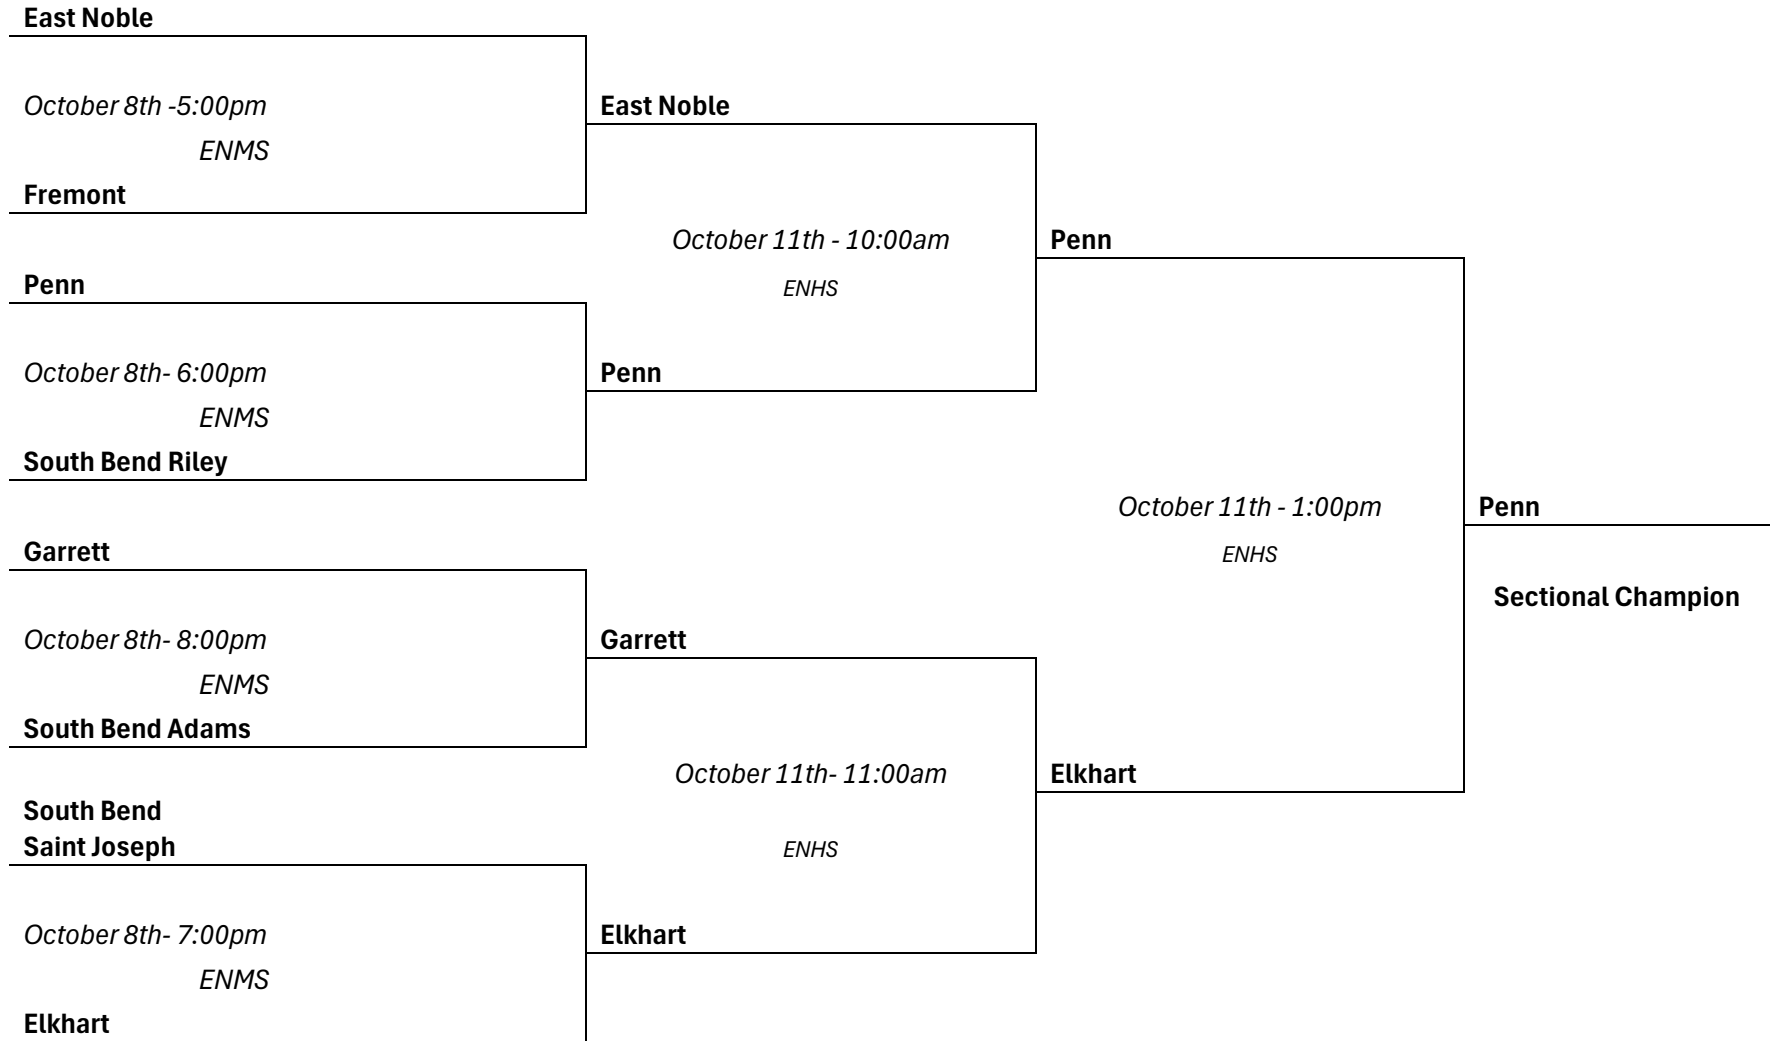 East Noble
October 8th -5:00pm
East Noble
ENMS
Fremont
October 11th - 10:00am
Penn
Penn
ENHS
October 8th- 6:00pm
Penn
ENMS
South Bend Riley
October 11th - 1:00pm
Penn
Garrett
ENHS
Sectional Champion
October 8th- 8:00pm
Garrett
ENMS
South Bend Adams
October 11th- 11:00am
Elkhart
South Bend
Saint Joseph
ENHS
October 8th- 7:00pm
Elkhart
ENMS
Elkhart